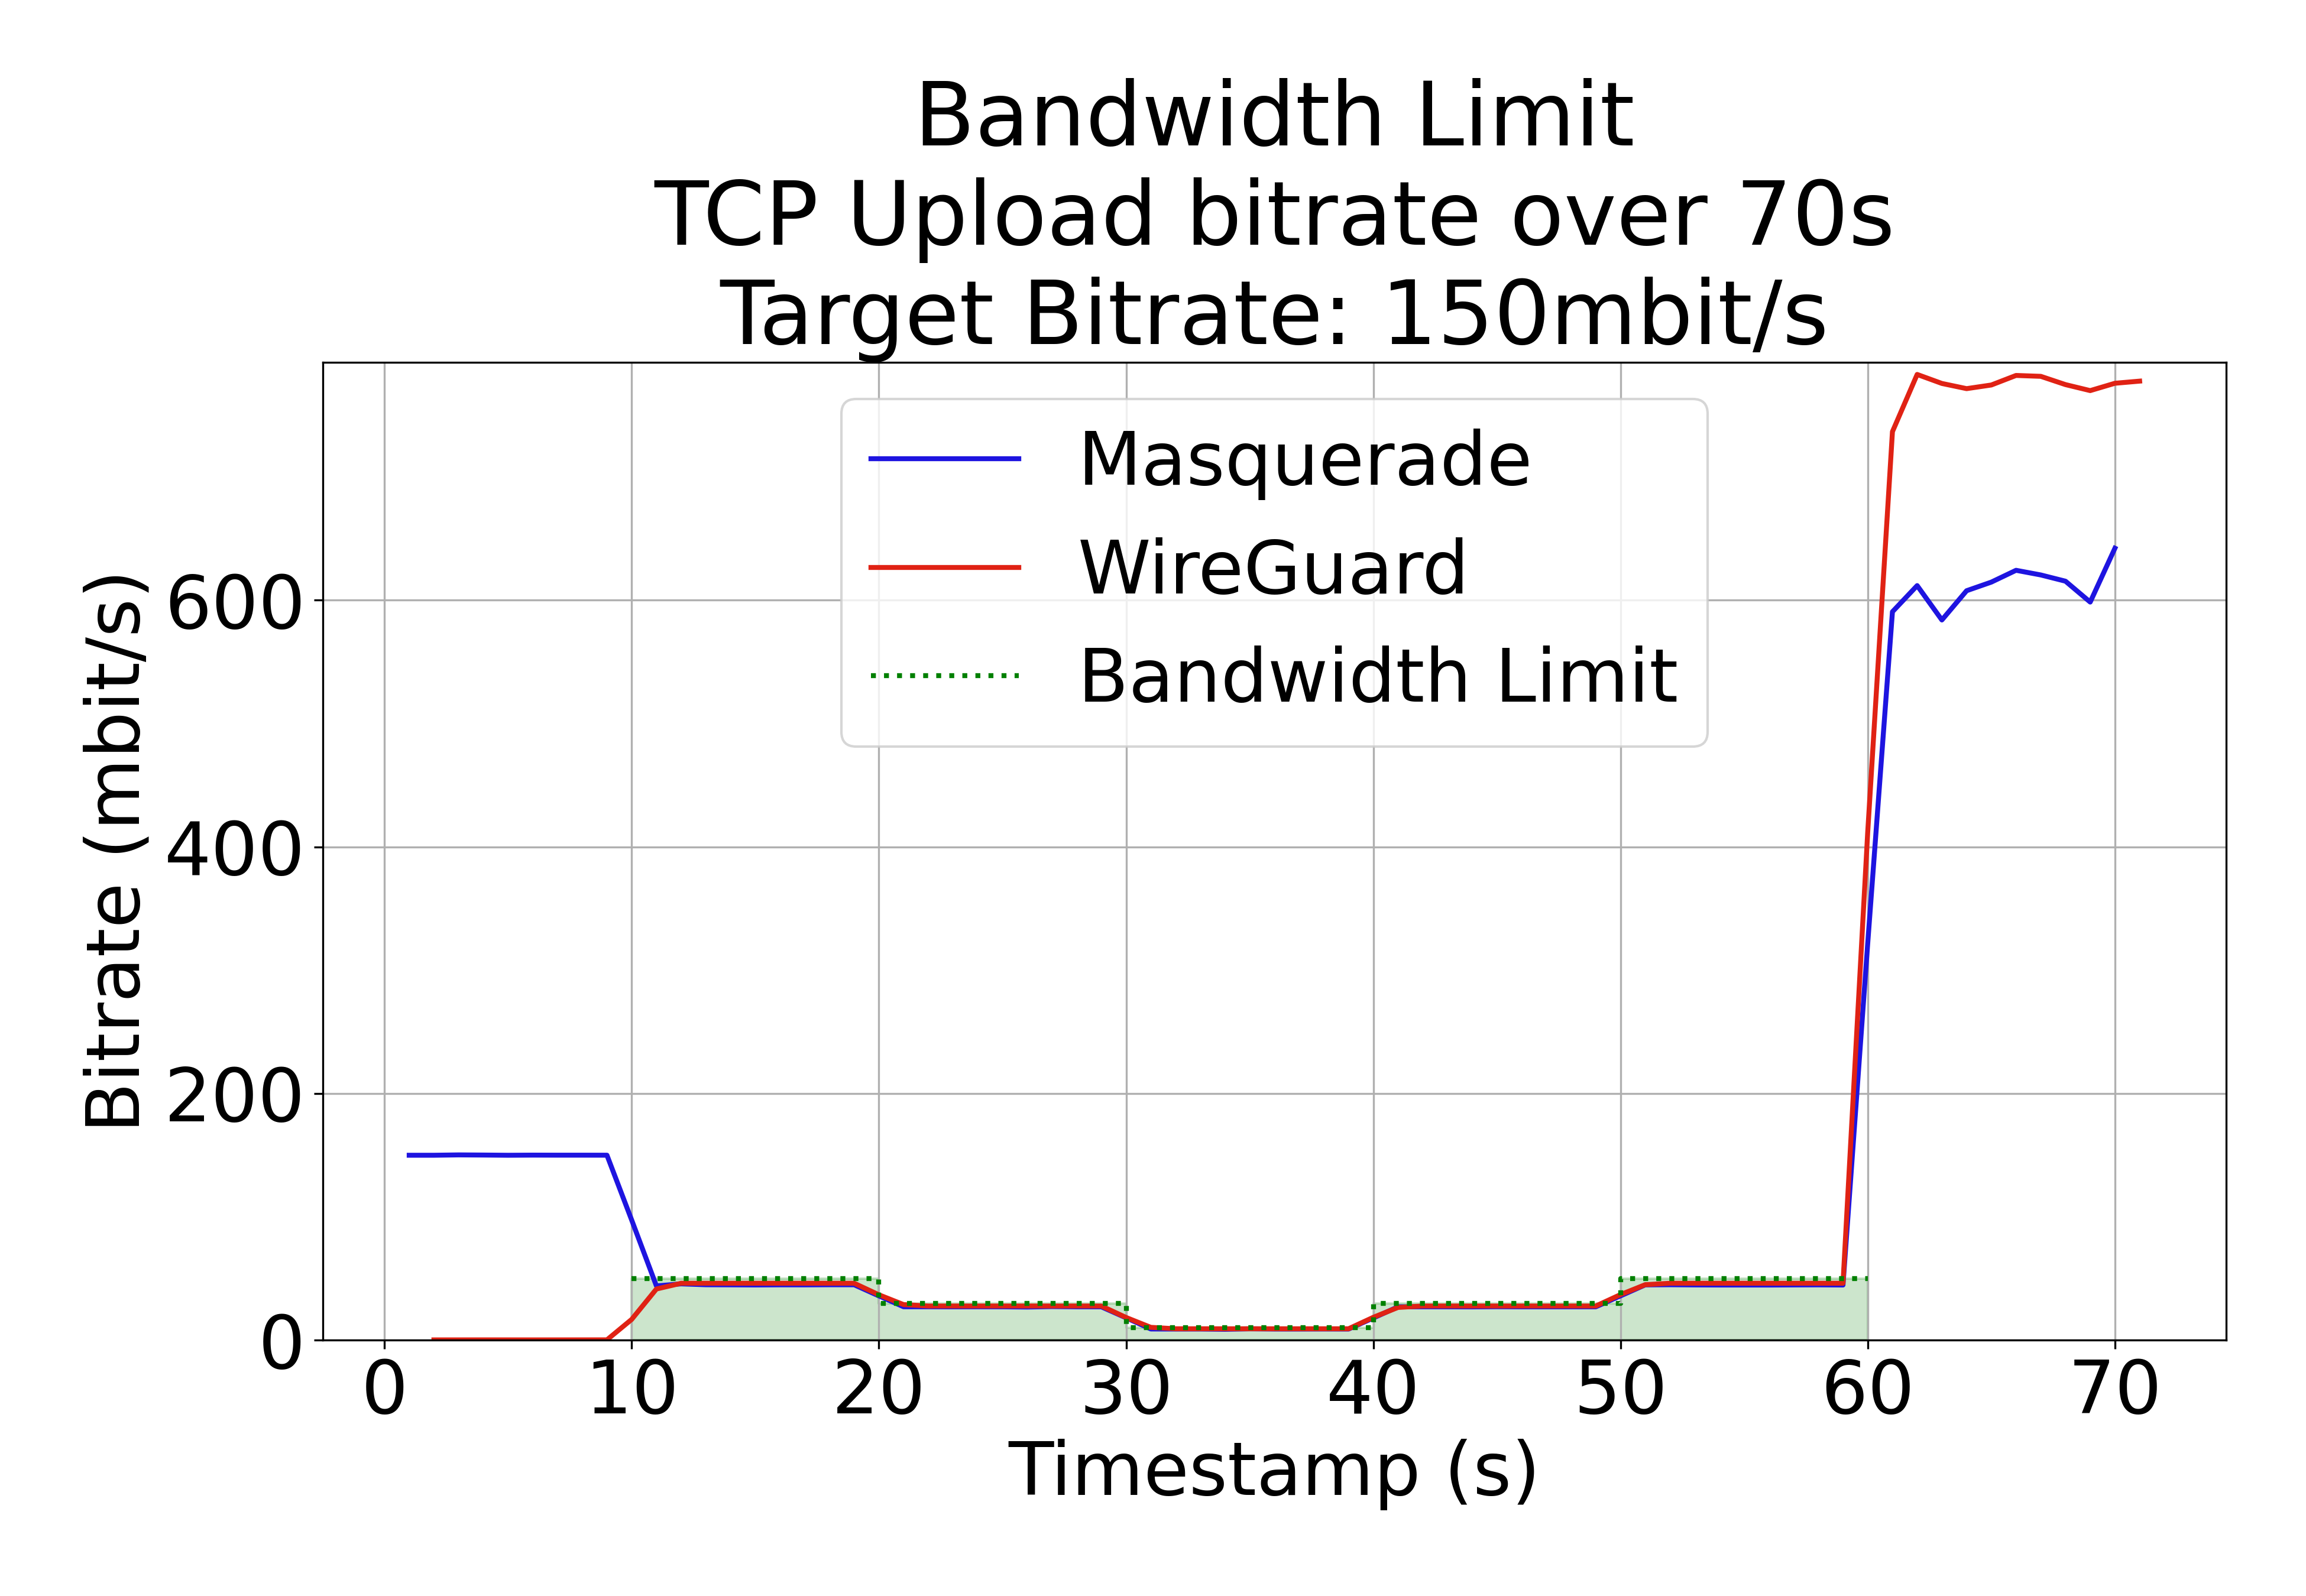 Bandwidth Limit
TCP Upload bitrate over 70s
Target Bitrate: 150mbit/s
Masquerade
WireGuard
Bandwidth Limit
Bitrate (mbit/s)
600
400
200
0
0 10 20 30 40 50 60 70
Timestamp (s)